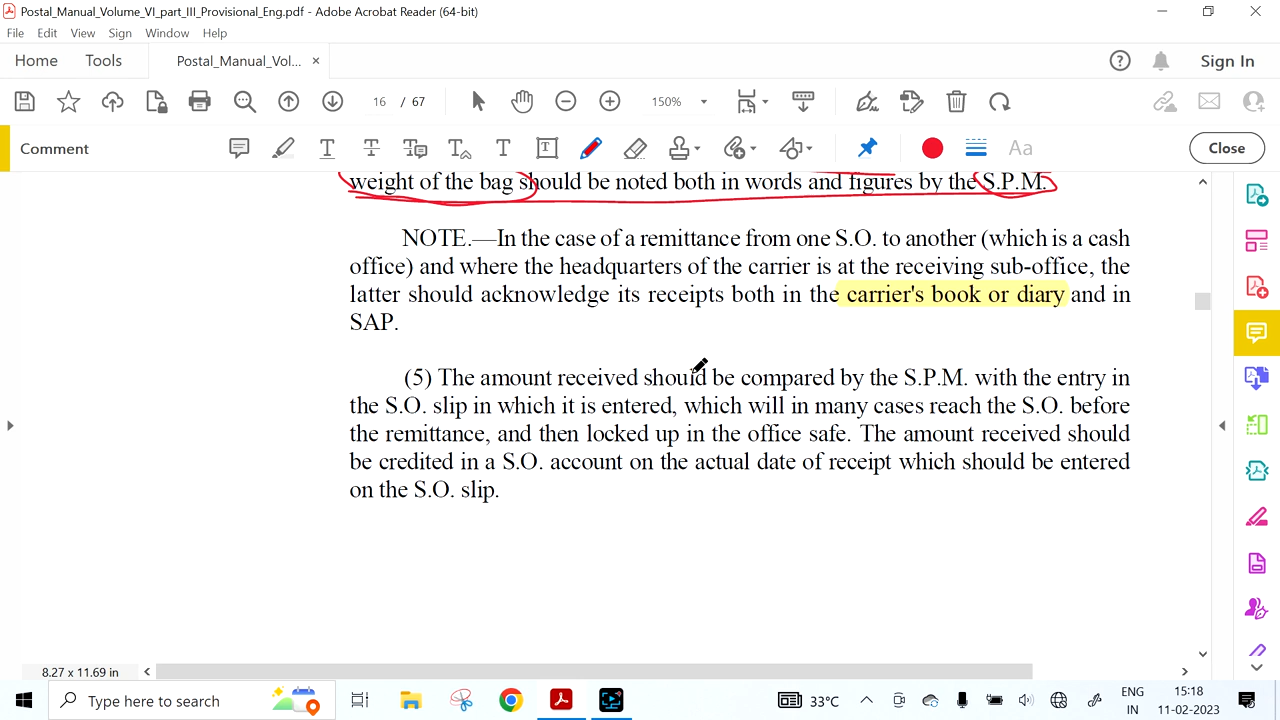 Postal_Manual_Volume_VI_part_III_Provisional_Eng.pdf - Adobe Acrobat Reader (64-bit)
File Edit View Sign Window Help
Home Tools Postal_Manual_Vol... × Sign In
16 / 67 150%
Comment Aa Close
weight of the bag should be noted both in words and figures by the S.P.M.
NOTE.—In the case of a remittance from one S.O. to another (which is a cash
office) and where the headquarters of the carrier is at the receiving sub-office, the
latter should acknowledge its receipts both in the carrier's book or diary and in
SAP.
(5) The amount received should be compared by the S.P.M. with the entry in
the S.O. slip in which it is entered, which will in many cases reach the S.O. before
the remittance, and then locked up in the office safe. The amount received should
be credited in a S.O. account on the actual date of receipt which should be entered
on the S.O. slip.
8.27 x 11.69 in
Type here to search 33°C ENG 15:18
IN 11-02-2023